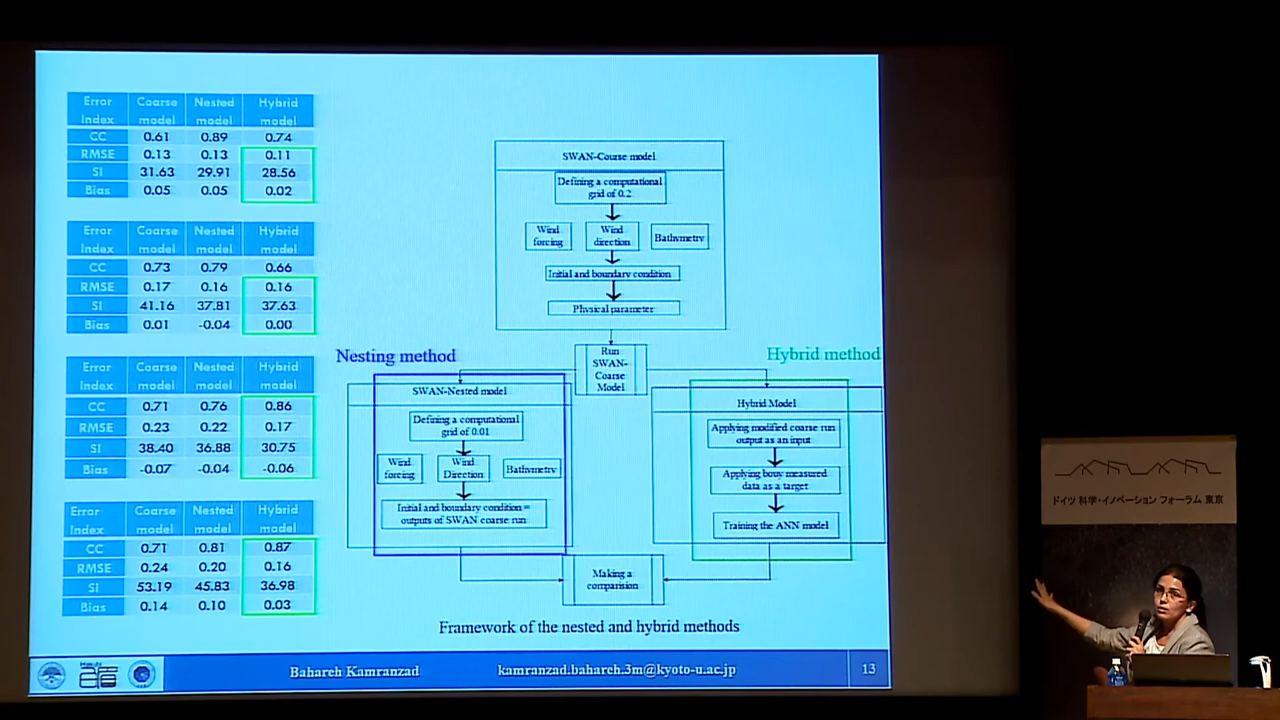 Error Index Coarse model Nested model Hybrid model
CC 0.61 0.89 0.74
RMSE 0.13 0.13 0.11
SI 31.63 29.91 28.56
Bias 0.05 0.05 0.02
Error Index Coarse model Nested model Hybrid model
CC 0.73 0.79 0.66
RMSE 0.17 0.16 0.16
SI 41.16 37.81 37.63
Bias 0.01 -0.04 0.00
Error Index Coarse model Nested model Hybrid model
CC 0.71 0.76 0.86
RMSE 0.23 0.22 0.17
SI 38.40 36.88 30.75
Bias -0.07 -0.04 -0.06
Error Index Coarse model Nested model Hybrid model
CC 0.71 0.81 0.87
RMSE 0.24 0.20 0.16
SI 53.19 45.83 36.98
Bias 0.14 0.10 0.03
SWAN-Course model
Defining a computational
grid of 0.2
Wind
forcing
Wind
direction
Bathymetry
Initial and boundary condition
Physical parameter
Run
SWAN-
Coarse
Model
Nesting method
SWAN-Nested model
Defining a computational
grid of 0.01
Wind
forcing
Wind
Direction
Bathymetry
Initial and boundary condition =
outputs of SWAN coarse run
Hybrid method
Hybrid Model
Applying modified coarse run
output as an input
Applying bouy measured
data as a target
Training the ANN model
Making a
comparision
Framework of the nested and hybrid methods
Bahareh Kamranzad kamranzad.bahareh.3m@kyoto-u.ac.jp 13
ドイツ 科学・イノベーション フォーラム 東京